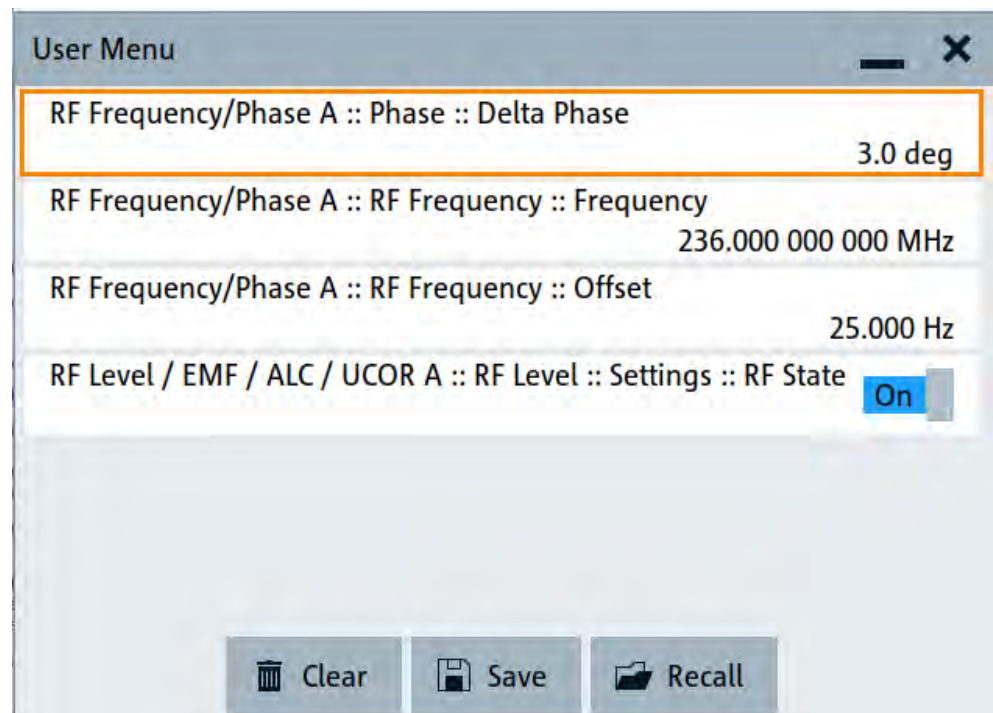 User Menu
RF Frequency/Phase A :: Phase :: Delta Phase
3.0 deg
RF Frequency/Phase A :: RF Frequency :: Frequency
236.000 000 000 MHz
RF Frequency/Phase A :: RF Frequency :: Offset
25.000 Hz
RF Level / EMF / ALC / UCOR A :: RF Level :: Settings :: RF State
On
Clear Save Recall